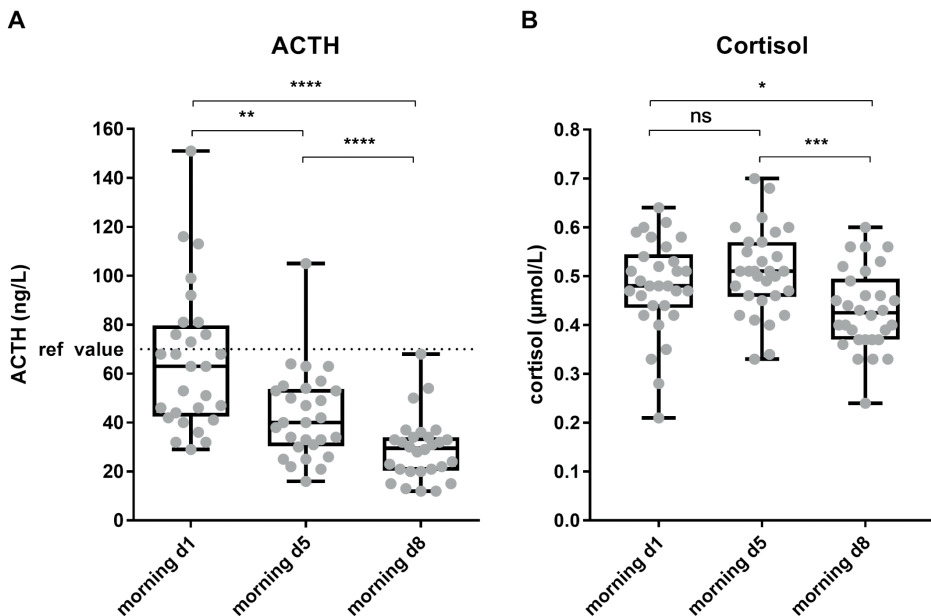 A
ACTH
****
**
****
160
140
120
100
80
60
40
20
0
ref value
ACTH (ng/L)
morning d1
morning d5
morning d8
B
Cortisol
*
ns
***
0.8
0.7
0.6
0.5
0.4
0.3
0.2
0.1
0.0
cortisol (µmol/L)
morning d1
morning d5
morning d8